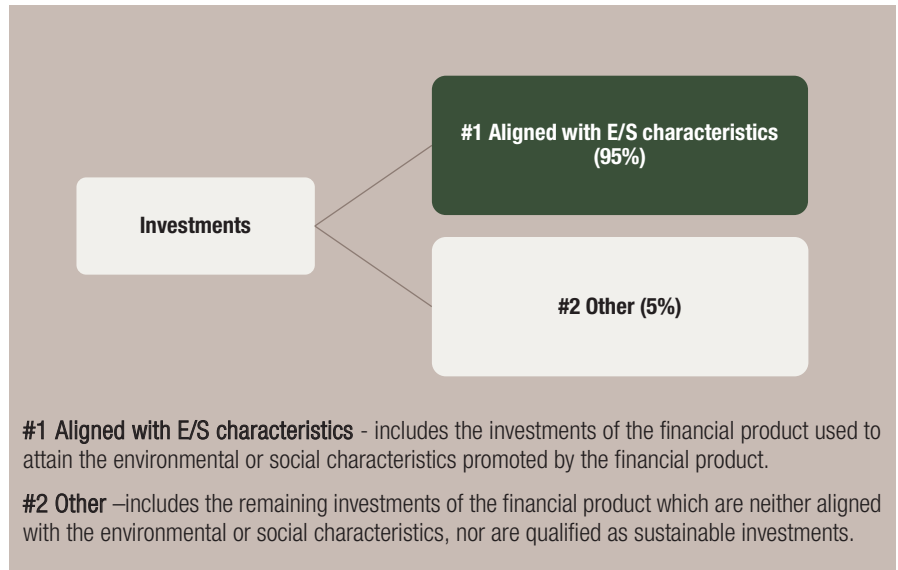 #1 Aligned with E/S characteristics
(95%)
Investments
#2 Other (5%)
#1 Aligned with E/S characteristics - includes the investments of the financial product used to
attain the environmental or social characteristics promoted by the financial product.
#2 Other –includes the remaining investments of the financial product which are neither aligned
with the environmental or social characteristics, nor are qualified as sustainable investments.